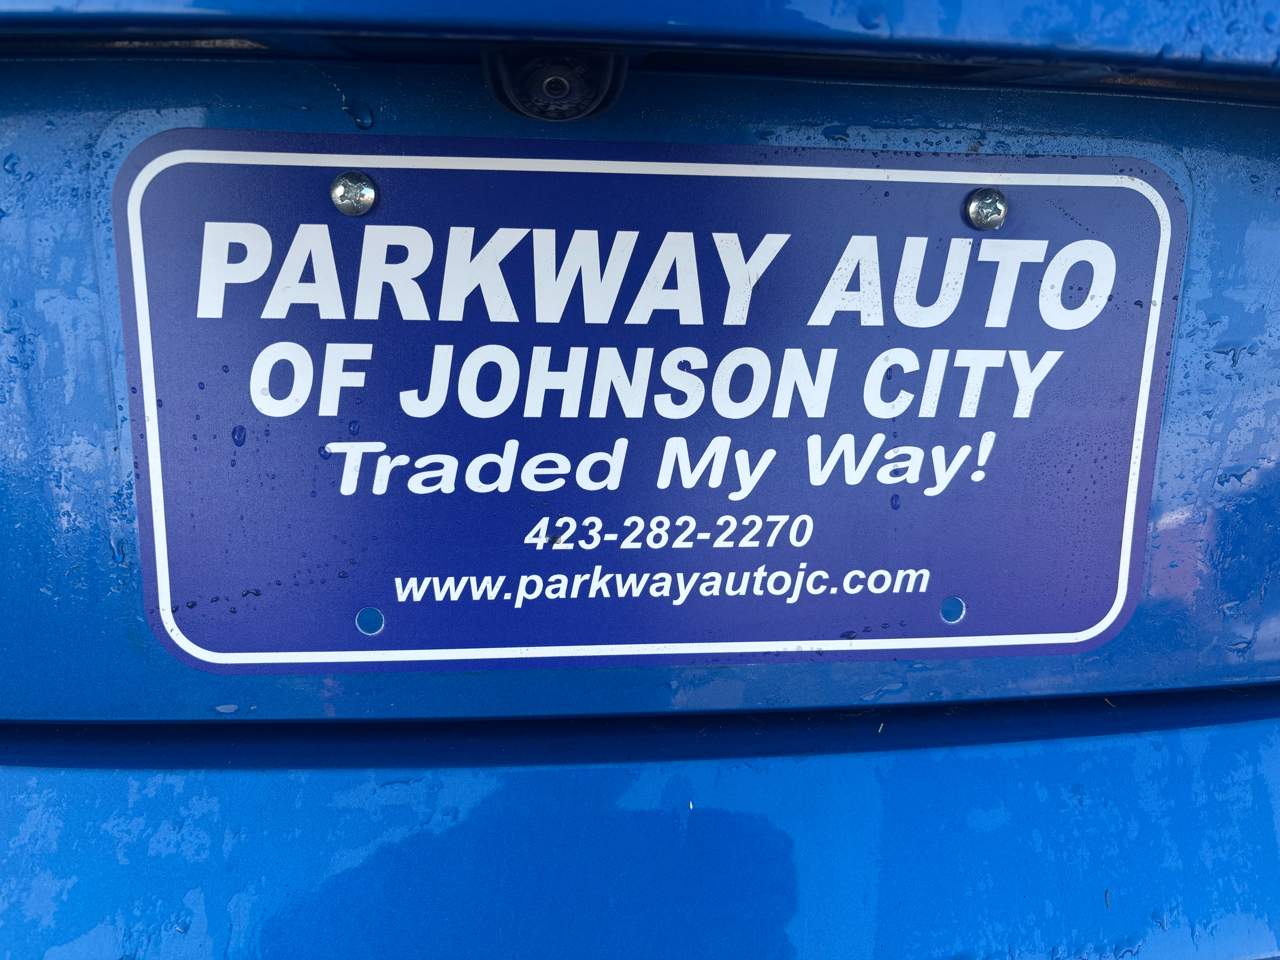 PARKWAY AUTO
OF JOHNSON CITY
Traded My Way!
423-282-2270
www.parkwayautojc.com